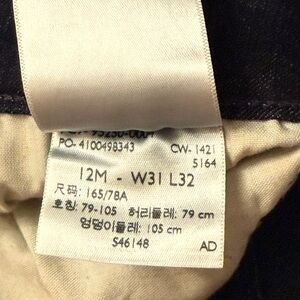 PO- 4100498343 CW- 1421
5164
12M - W31 L32
尺码: 165/78A
호칭: 79-105 허리둘레: 79 cm
엉덩이둘레: 105 cm
S46148 AD